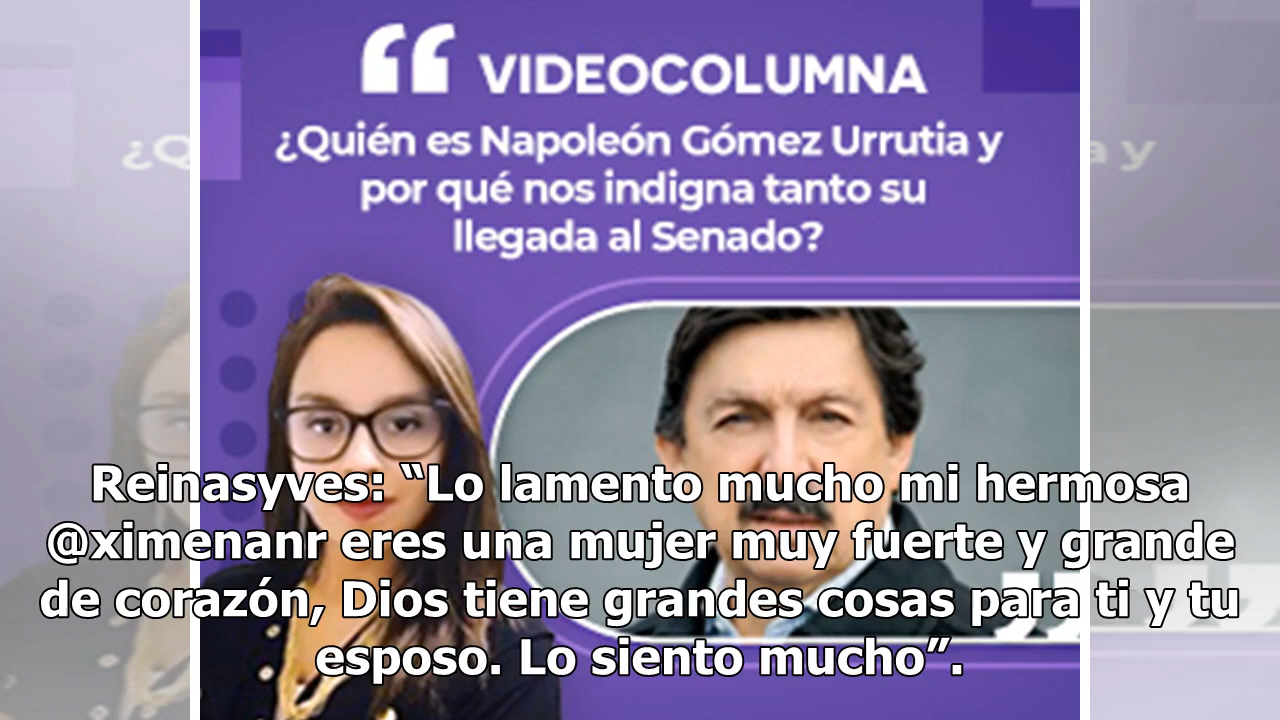 “ VIDEOCOLUMNA
¿Quién es Napoleón Gómez Urrutia y
por qué nos indigna tanto su
llegada al Senado?
¿Q
a y
Reinasyves: “Lo lamento mucho mi hermosa
@ximenanr eres una mujer muy fuerte y grande
de corazón, Dios tiene grandes cosas para ti y tu
esposo. Lo siento mucho”.